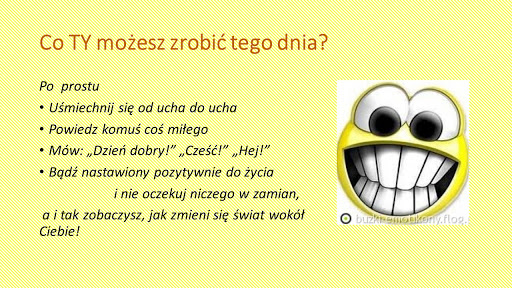 Co TY możesz zrobić tego dnia?
Po prostu
• Uśmiechnij się od ucha do ucha
• Powiedz komuś coś miłego
• Mów: „Dzień dobry!” „Cześć!” „Hej!”
• Bądź nastawiony pozytywnie do życia
i nie oczekuj niczego w zamian,
a i tak zobaczysz, jak zmieni się świat wokół
Ciebie!